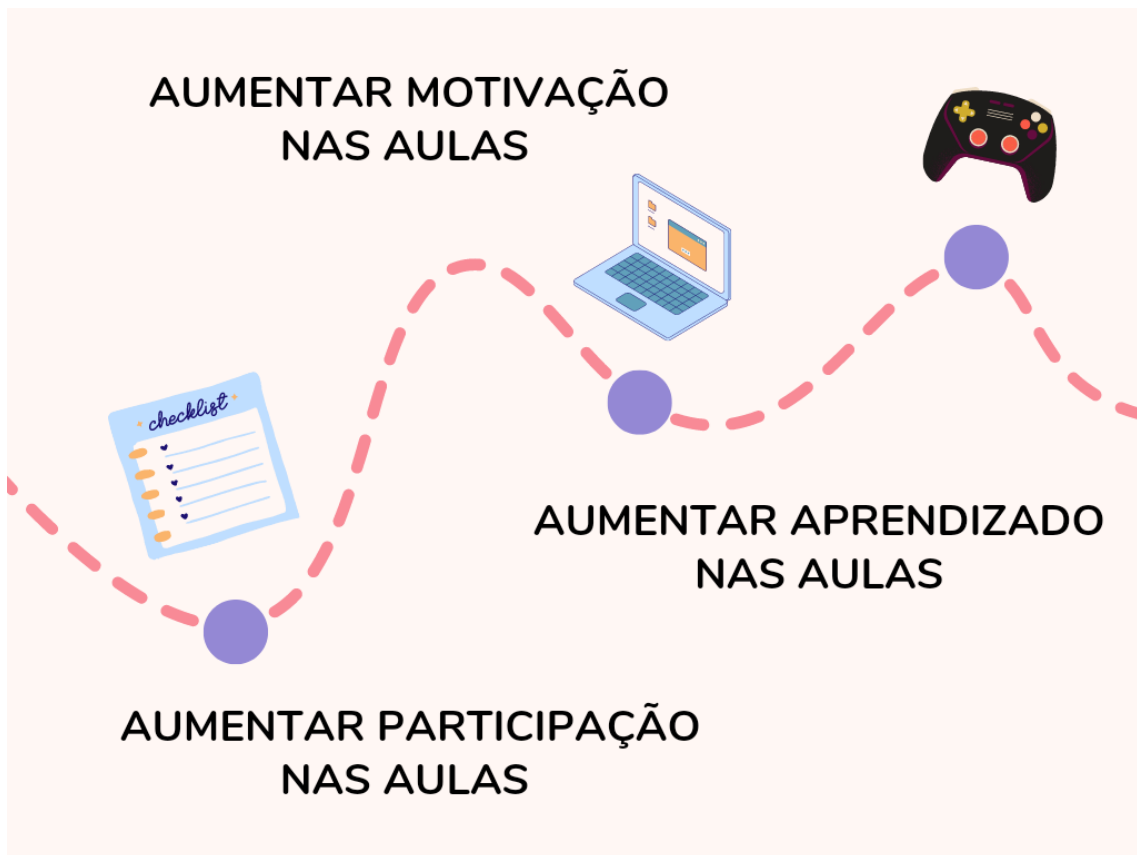 AUMENTAR MOTIVAÇÃO
NAS AULAS
checklist
AUMENTAR APRENDIZADO
NAS AULAS
AUMENTAR PARTICIPAÇÃO
NAS AULAS